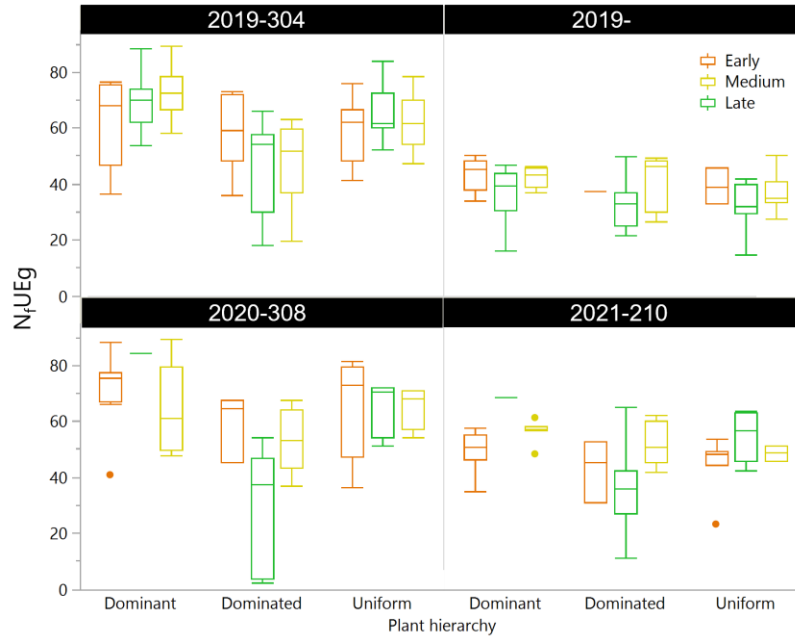 2019-304
2019-
80
60
40
20
0
Early
Medium
Late
NfUEg
2020-308
2021-210
80
60
40
20
0
Dominant
Dominated
Uniform
Dominant
Dominated
Uniform
Plant hierarchy